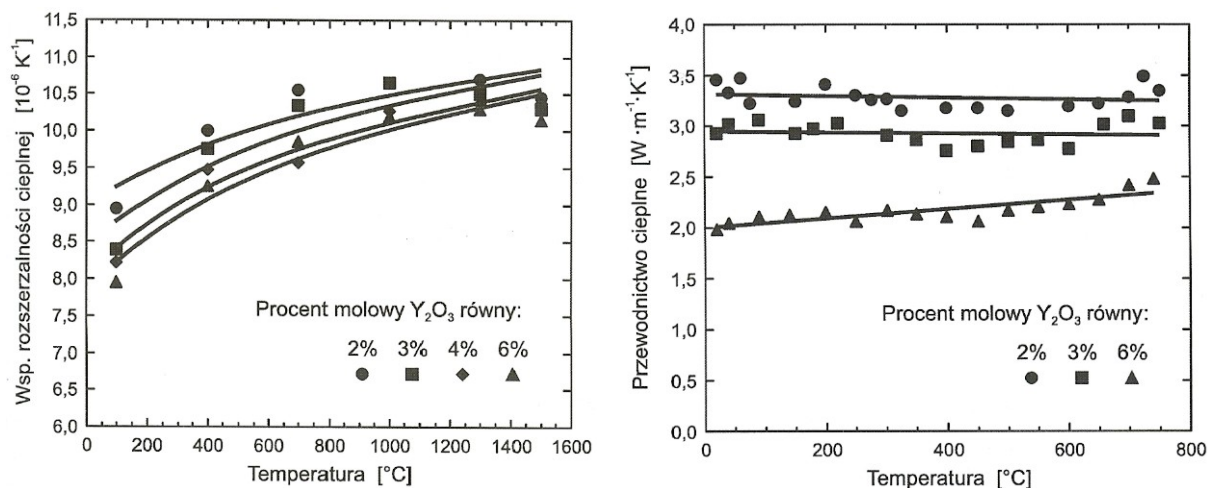 Wsp. rozszerzalności cieplnej [10⁻⁶ K⁻¹]
11,5
11,0
10,5
10,0
9,5
9,0
8,5
8,0
7,5
7,0
6,5
6,0
Procent molowy Y₂O₃ równy:
2% 3% 4% 6%
0 200 400 600 800 1000 1200 1400 1600
Temperatura [°C]
Przewodnictwo cieplne [W·m⁻¹·K⁻¹]
4,0
3,5
3,0
2,5
2,0
1,5
1,0
0,5
0,0
Procent molowy Y₂O₃ równy:
2% 3% 6%
0 200 400 600 800
Temperatura [°C]